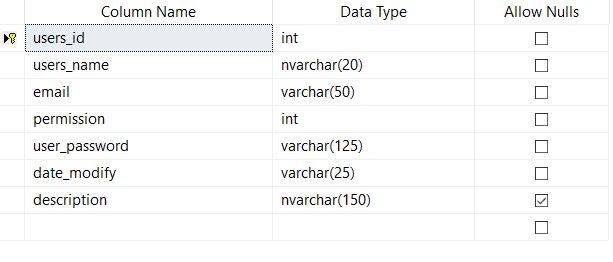 Column Name Data Type Allow Nulls
users_id int
users_name nvarchar(20)
email varchar(50)
permission int
user_password varchar(125)
date_modify varchar(25)
description nvarchar(150)